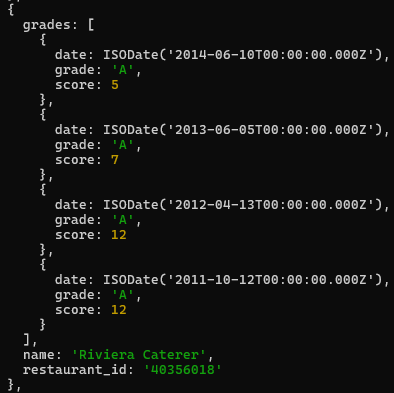 {
  grades: [
    {
      date: ISODate('2014-06-10T00:00:00.000Z'),
      grade: 'A',
      score: 5
    },
    {
      date: ISODate('2013-06-05T00:00:00.000Z'),
      grade: 'A',
      score: 7
    },
    {
      date: ISODate('2012-04-13T00:00:00.000Z'),
      grade: 'A',
      score: 12
    },
    {
      date: ISODate('2011-10-12T00:00:00.000Z'),
      grade: 'A',
      score: 12
    }
  ],
  name: 'Riviera Caterer',
  restaurant_id: '40356018'
},